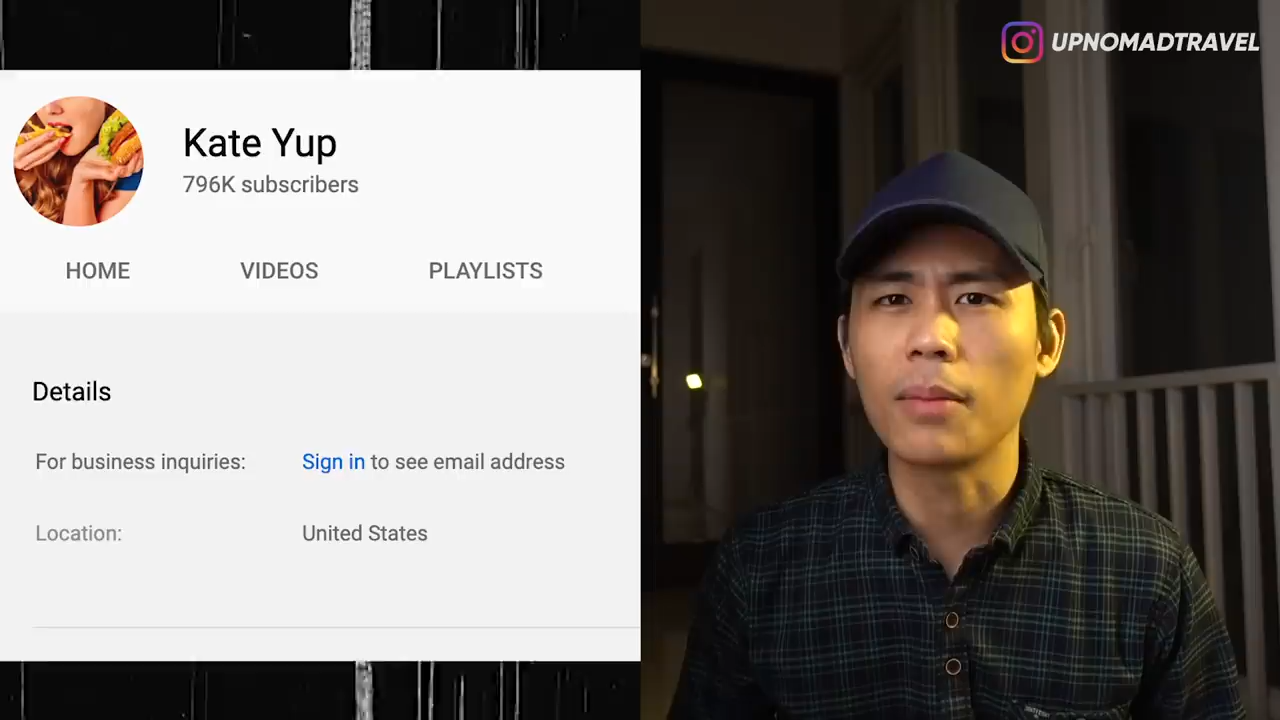 Kate Yup
796K subscribers
HOME VIDEOS PLAYLISTS
Details
For business inquiries: Sign in to see email address
Location: United States
UPNOMADTRAVEL